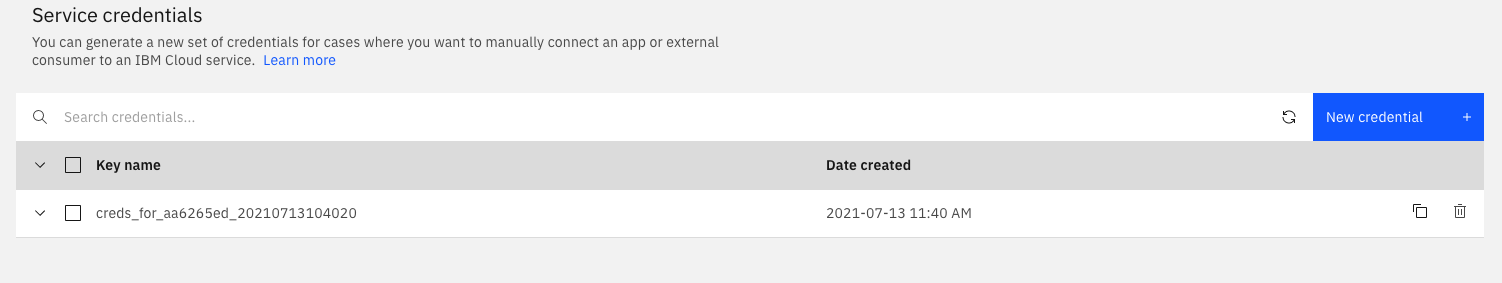 Service credentials
You can generate a new set of credentials for cases where you want to manually connect an app or external
consumer to an IBM Cloud service. Learn more
Search credentials...
New credential +
Key name Date created
creds_for_aa6265ed_20210713104020 2021-07-13 11:40 AM